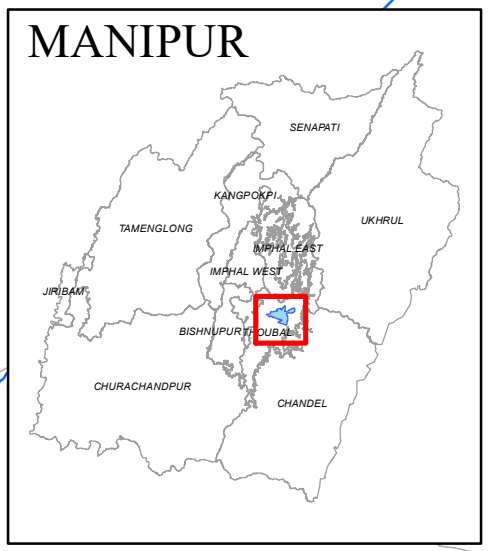 MANIPUR
SENAPATI
KANGPOKPI
UKHRUL
TAMENGLONG
IMPHAL EAST
IMPHAL WEST
JIRIBAM
BISHNUPUR
THOUBAL
CHURACHANDPUR
CHANDEL